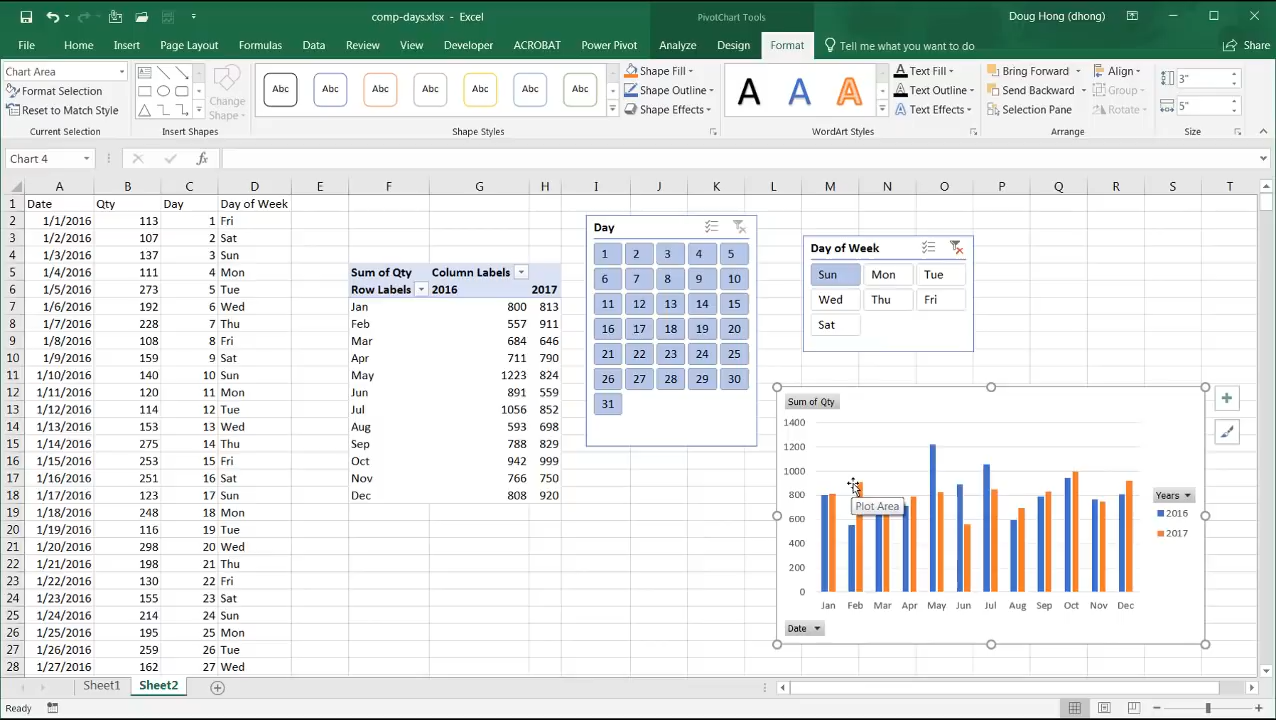 comp-days.xlsx - Excel
PivotChart Tools
Doug Hong (dhong)
File Home Insert Page Layout Formulas Data Review View Developer ACROBAT Power Pivot Analyze Design Format Tell me what you want to do Share
Chart Area
Format Selection
Reset to Match Style
Current Selection
Change Shape
Insert Shapes
Abc Abc Abc Abc Abc Abc Abc
Shape Fill
Shape Outline
Shape Effects
Shape Styles
A A A
Text Fill
Text Outline
Text Effects
WordArt Styles
Bring Forward
Send Backward
Selection Pane
Align
Group
Rotate
Arrange
3"
5"
Size
Chart 4
fx
A B C D E F G H I J K L M N O P Q R S T
1 Date Qty Day Day of Week
2 1/1/2016 113 1 Fri
3 1/2/2016 107 2 Sat
4 1/3/2016 137 3 Sun
5 1/4/2016 111 4 Mon
6 1/5/2016 273 5 Tue
7 1/6/2016 192 6 Wed
8 1/7/2016 228 7 Thu
9 1/8/2016 108 8 Fri
10 1/9/2016 159 9 Sat
11 1/10/2016 140 10 Sun
12 1/11/2016 120 11 Mon
13 1/12/2016 114 12 Tue
14 1/13/2016 153 13 Wed
15 1/14/2016 275 14 Thu
16 1/15/2016 253 15 Fri
17 1/16/2016 251 16 Sat
18 1/17/2016 123 17 Sun
19 1/18/2016 248 18 Mon
20 1/19/2016 116 19 Tue
21 1/20/2016 298 20 Wed
22 1/21/2016 198 21 Thu
23 1/22/2016 130 22 Fri
24 1/23/2016 155 23 Sat
25 1/24/2016 214 24 Sun
26 1/25/2016 195 25 Mon
27 1/26/2016 259 26 Tue
28 1/27/2016 162 27 Wed
Sum of Qty Column Labels
Row Labels 2016 2017
Jan 800 813
Feb 557 911
Mar 684 646
Apr 711 790
May 1223 824
Jun 891 559
Jul 1056 852
Aug 593 698
Sep 788 829
Oct 942 999
Nov 766 750
Dec 808 920
Day
1 2 3 4 5
6 7 8 9 10
11 12 13 14 15
16 17 18 19 20
21 22 23 24 25
26 27 28 29 30
31
Day of Week
Sun Mon Tue
Wed Thu Fri
Sat
Sum of Qty
1400
1200
1000
800
600
400
200
0
Plot Area
Jan Feb Mar Apr May Jun Jul Aug Sep Oct Nov Dec
Years
2016
2017
Date
Sheet1 Sheet2
Ready